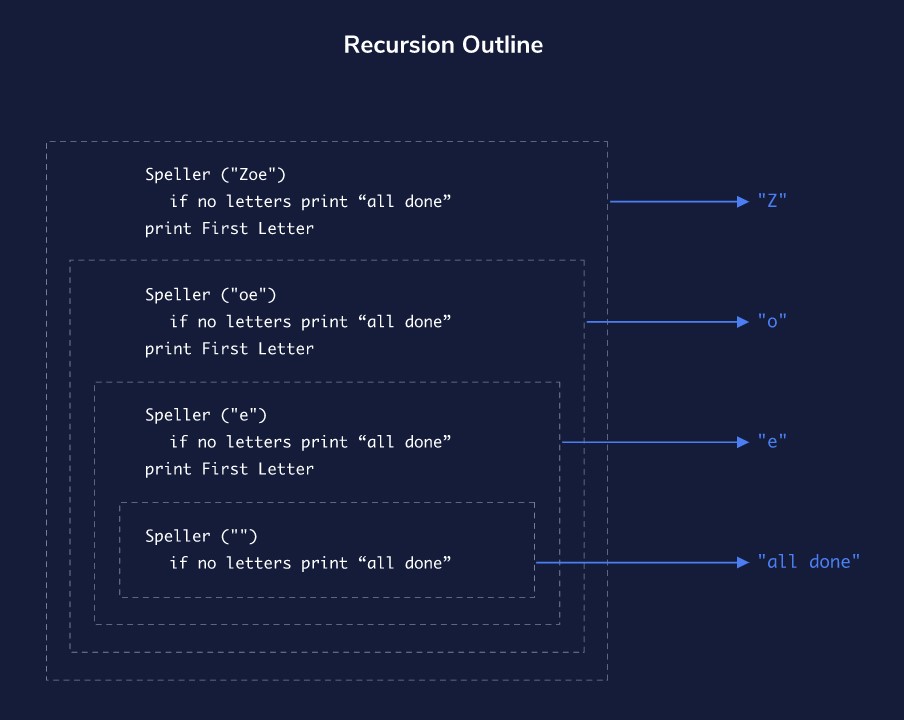 Recursion Outline
Speller ("Zoe")
if no letters print “all done”
print First Letter
"Z"
Speller ("oe")
if no letters print “all done”
print First Letter
"o"
Speller ("e")
if no letters print “all done”
print First Letter
"e"
Speller ("")
if no letters print “all done”
"all done"